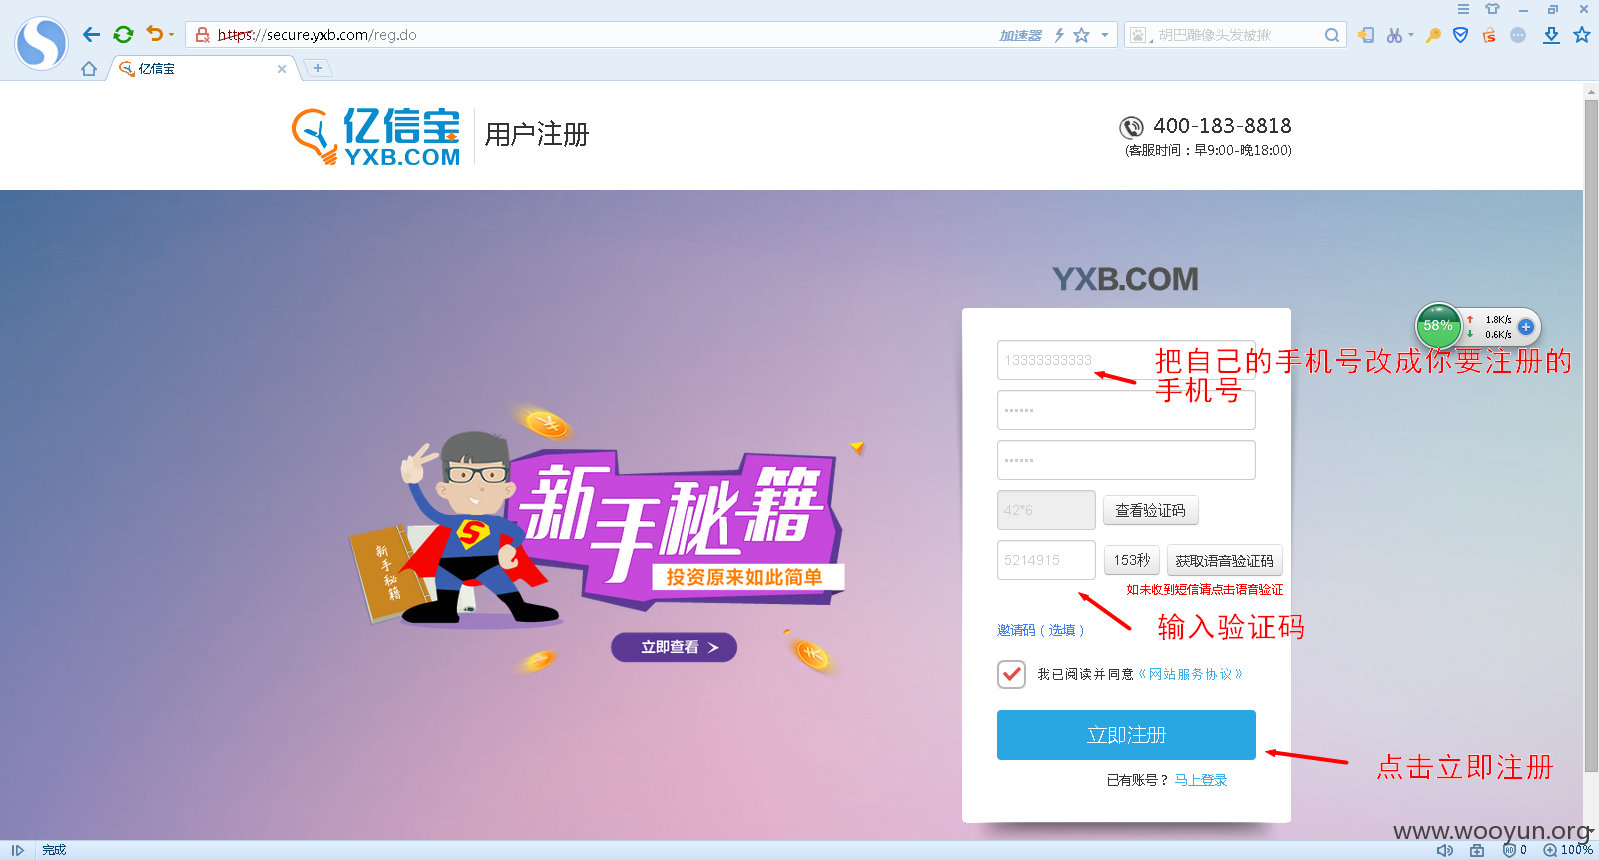 https://secure.yxb.com/reg.do
加速器
胡巴雕像头发被揪
亿信宝
亿信宝
YXB.COM
用户注册
400-183-8818
(客服时间：早9:00-晚18:00)
YXB.COM
58%
1.8K/s
0.6K/s
13333333333
把自己的手机号改成你要注册的
手机号
42*6
查看验证码
5214915
153秒
获取语音验证码
如未收到短信请点击语音验证
输入验证码
邀请码（选填）
我已阅读并同意《网站服务协议》
立即注册
点击立即注册
已有账号？ 马上登录
新手秘籍
S
新手秘籍
投资原来如此简单
立即查看 >
www.wooyun.org
完成
0
100%